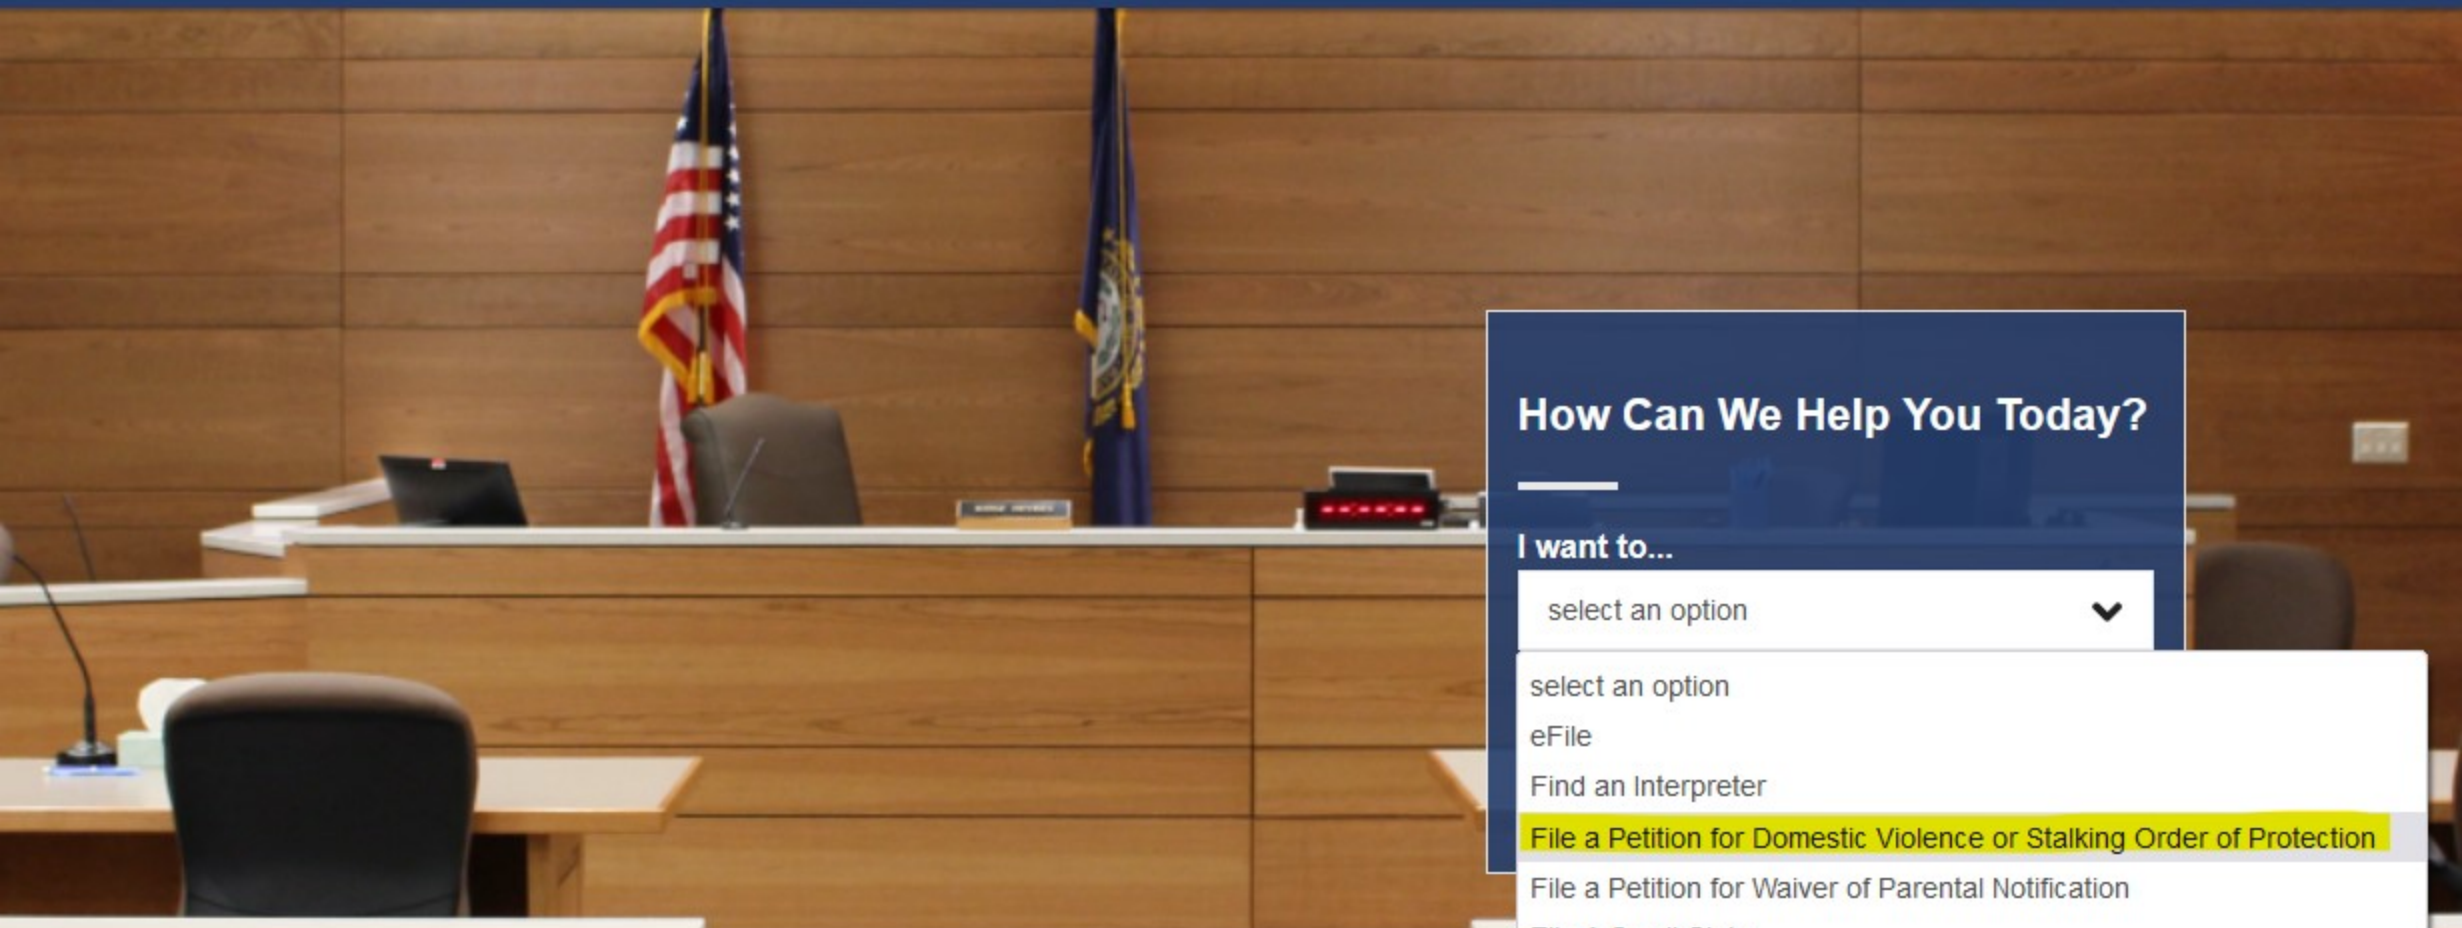 How Can We Help You Today?
I want to...
select an option
select an option
eFile
Find an Interpreter
File a Petition for Domestic Violence or Stalking Order of Protection
File a Petition for Waiver of Parental Notification